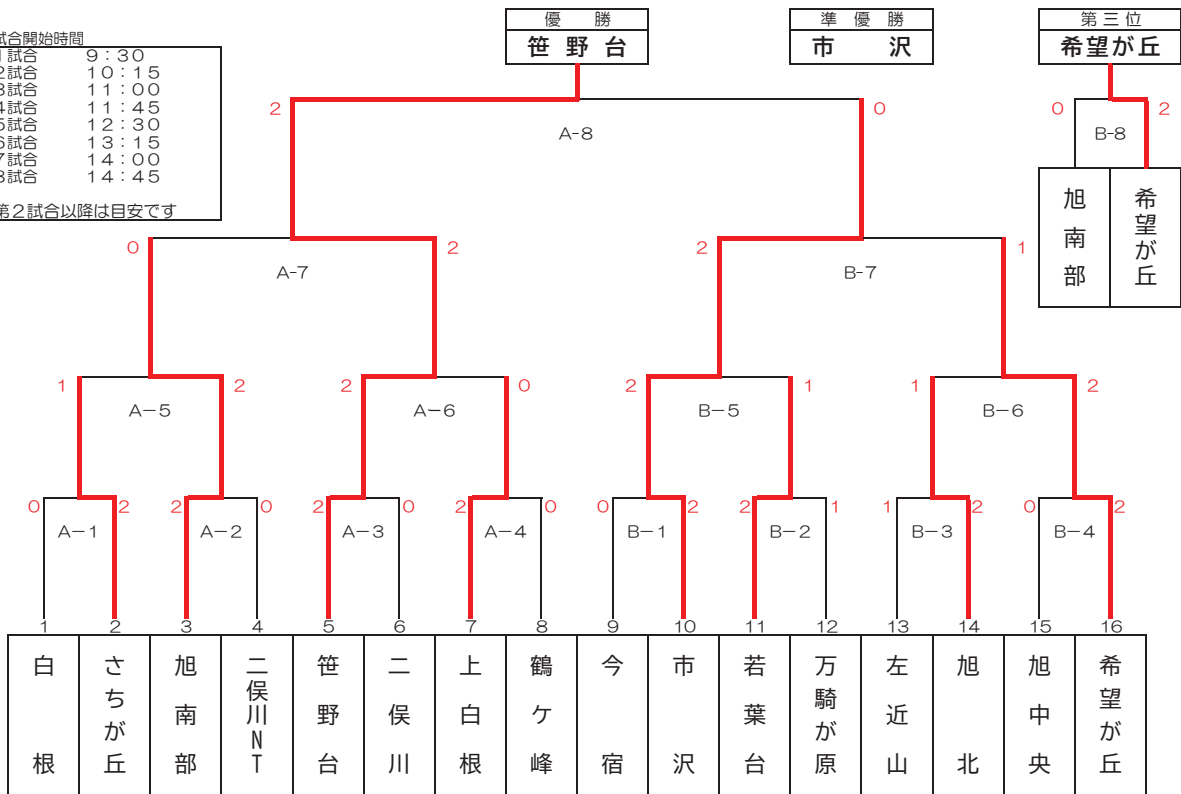 優 勝
笹 野 台
準 優 勝
市 沢
第 三 位
希望が丘
試合開始時間
試合 9：30
試合 10：15
試合 11：00
試合 11：45
試合 12：30
試合 13：15
試合 14：00
試合 14：45
第２試合以降は目安です
2 A-8 0
0 B-8 2
旭南部
希望が丘
0 A-7 2
2 B-7 1
1 A－5 2
2 A－6 0
2 B－5 1
1 B－6 2
0 A－1 2
2 A－2 0
2 A－3 0
2 A－4 0
0 B－1 2
2 B－2 1
1 B－3 2
0 B－4 2
1 2 3 4 5 6 7 8 9 10 11 12 13 14 15 16
白根
さちが丘
旭南部
二俣川NT
笹野台
二俣川
上白根
鶴ケ峰
今宿
市沢
若葉台
万騎が原
左近山
旭北
旭中央
希望が丘